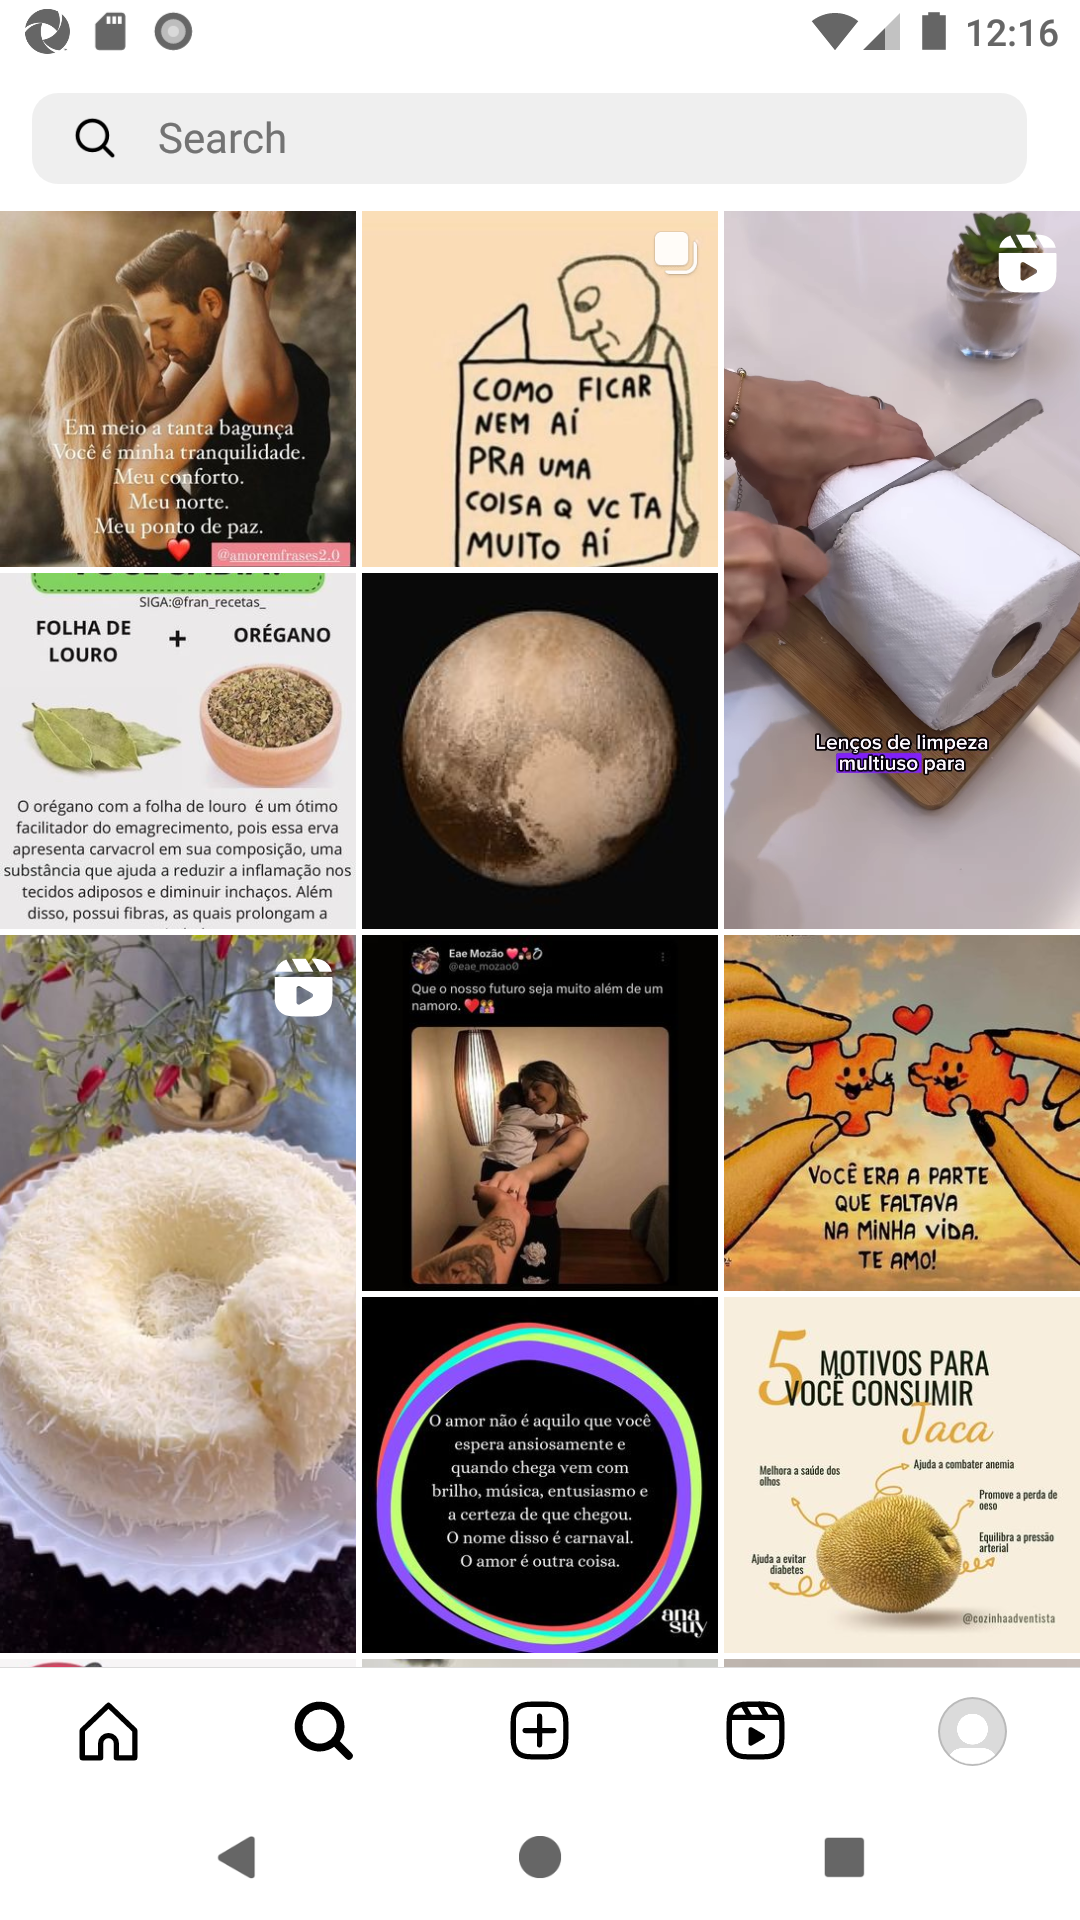 12:16
Search
Em meio a tanta bagunça
Você é minha tranquilidade.
Meu conforto.
Meu norte.
Meu ponto de paz.
@amoremfrases2.0
COMO FICAR
NEM AÍ
PRA UMA
COISA Q VC TA
MUITO AÍ
Lenços de limpeza
multiuso para
SIGA:@fran_recetas_
FOLHA DE
LOURO
+
ORÉGANO
O orégano com a folha de louro é um ótimo
facilitador do emagrecimento, pois essa erva
apresenta carvacrol em sua composição, uma
substância que ajuda a reduzir a inflamação nos
tecidos adiposos e diminuir inchaços. Além
disso, possui fibras, as quais prolongam a
Eae Mozão
@eae_mozao0
Que o nosso futuro seja muito além de um
namoro.
VOCÊ ERA A PARTE
QUE FALTAVA
NA MINHA VIDA.
TE AMO!
O amor não é aquilo que você
espera ansiosamente e
quando chega vem com
brilho, música, entusiasmo e
a certeza de que chegou.
O nome disso é carnaval.
O amor é outra coisa.
ana
suy
5 MOTIVOS PARA
VOCÊ CONSUMIR
Jaca
Melhora a saúde dos
olhos
Ajuda a combater anemia
Promove a perda de
oeso
Equilibra a pressão
arterial
Ajuda a evitar
diabetes
@cozinhaadventista